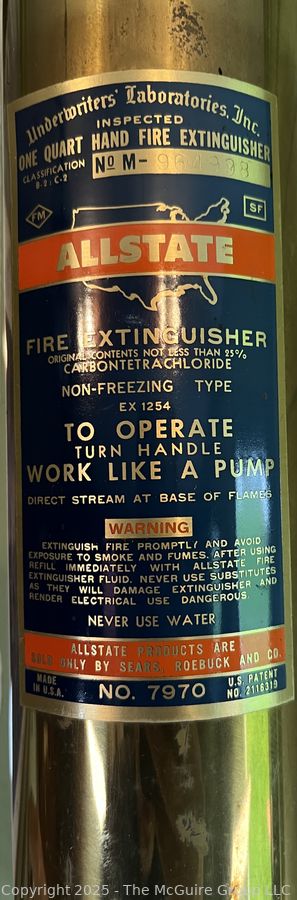 Underwriters' Laboratories, Inc.
INSPECTED
ONE QUART HAND FIRE EXTINGUISHER
CLASSIFICATION
B-2; C-2
No M-
FM
SF
ALLSTATE
FIRE EXTINGUISHER
ORIGINAL CONTENTS NOT LESS THAN 25%
CARBONTETRACHLORIDE
NON-FREEZING TYPE
EX 1254
TO OPERATE
TURN HANDLE
WORK LIKE A PUMP
DIRECT STREAM AT BASE OF FLAMES
WARNING
EXTINGUISH FIRE PROMPTLY AND AVOID
EXPOSURE TO SMOKE AND FUMES. AFTER USING
REFILL IMMEDIATELY WITH ALLSTATE FIRE
EXTINGUISHER FLUID. NEVER USE SUBSTITUTES
AS THEY WILL DAMAGE EXTINGUISHER AND
RENDER ELECTRICAL USE DANGEROUS.
NEVER USE WATER
ALLSTATE PRODUCTS ARE
SOLD ONLY BY SEARS, ROEBUCK AND CO.
MADE
IN U.S.A.
NO. 7970
U.S. PATENT
NO. 2116319
Copyright 2025 - The McGuire Group LLC